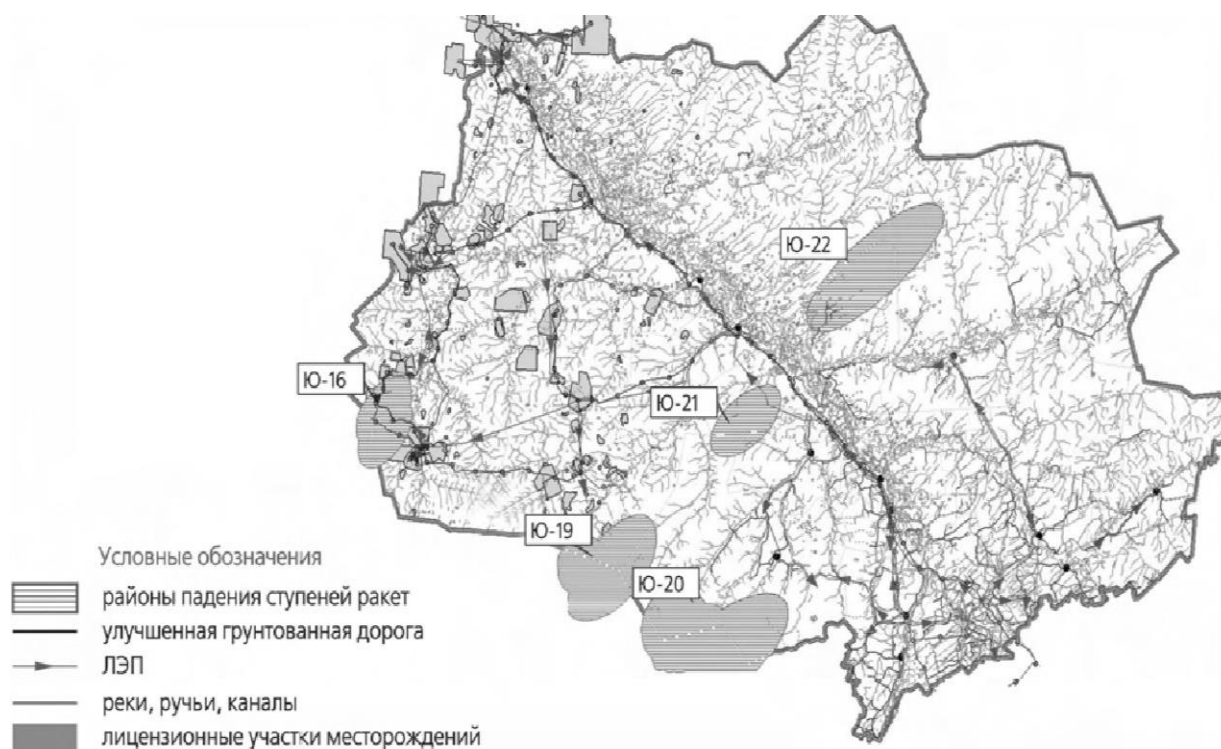 Ю-22
Ю-16
Ю-21
Ю-19
Ю-20
Условные обозначения
районы падения ступеней ракет
улучшенная грунтованная дорога
ЛЭП
реки, ручьи, каналы
лицензионные участки месторождений